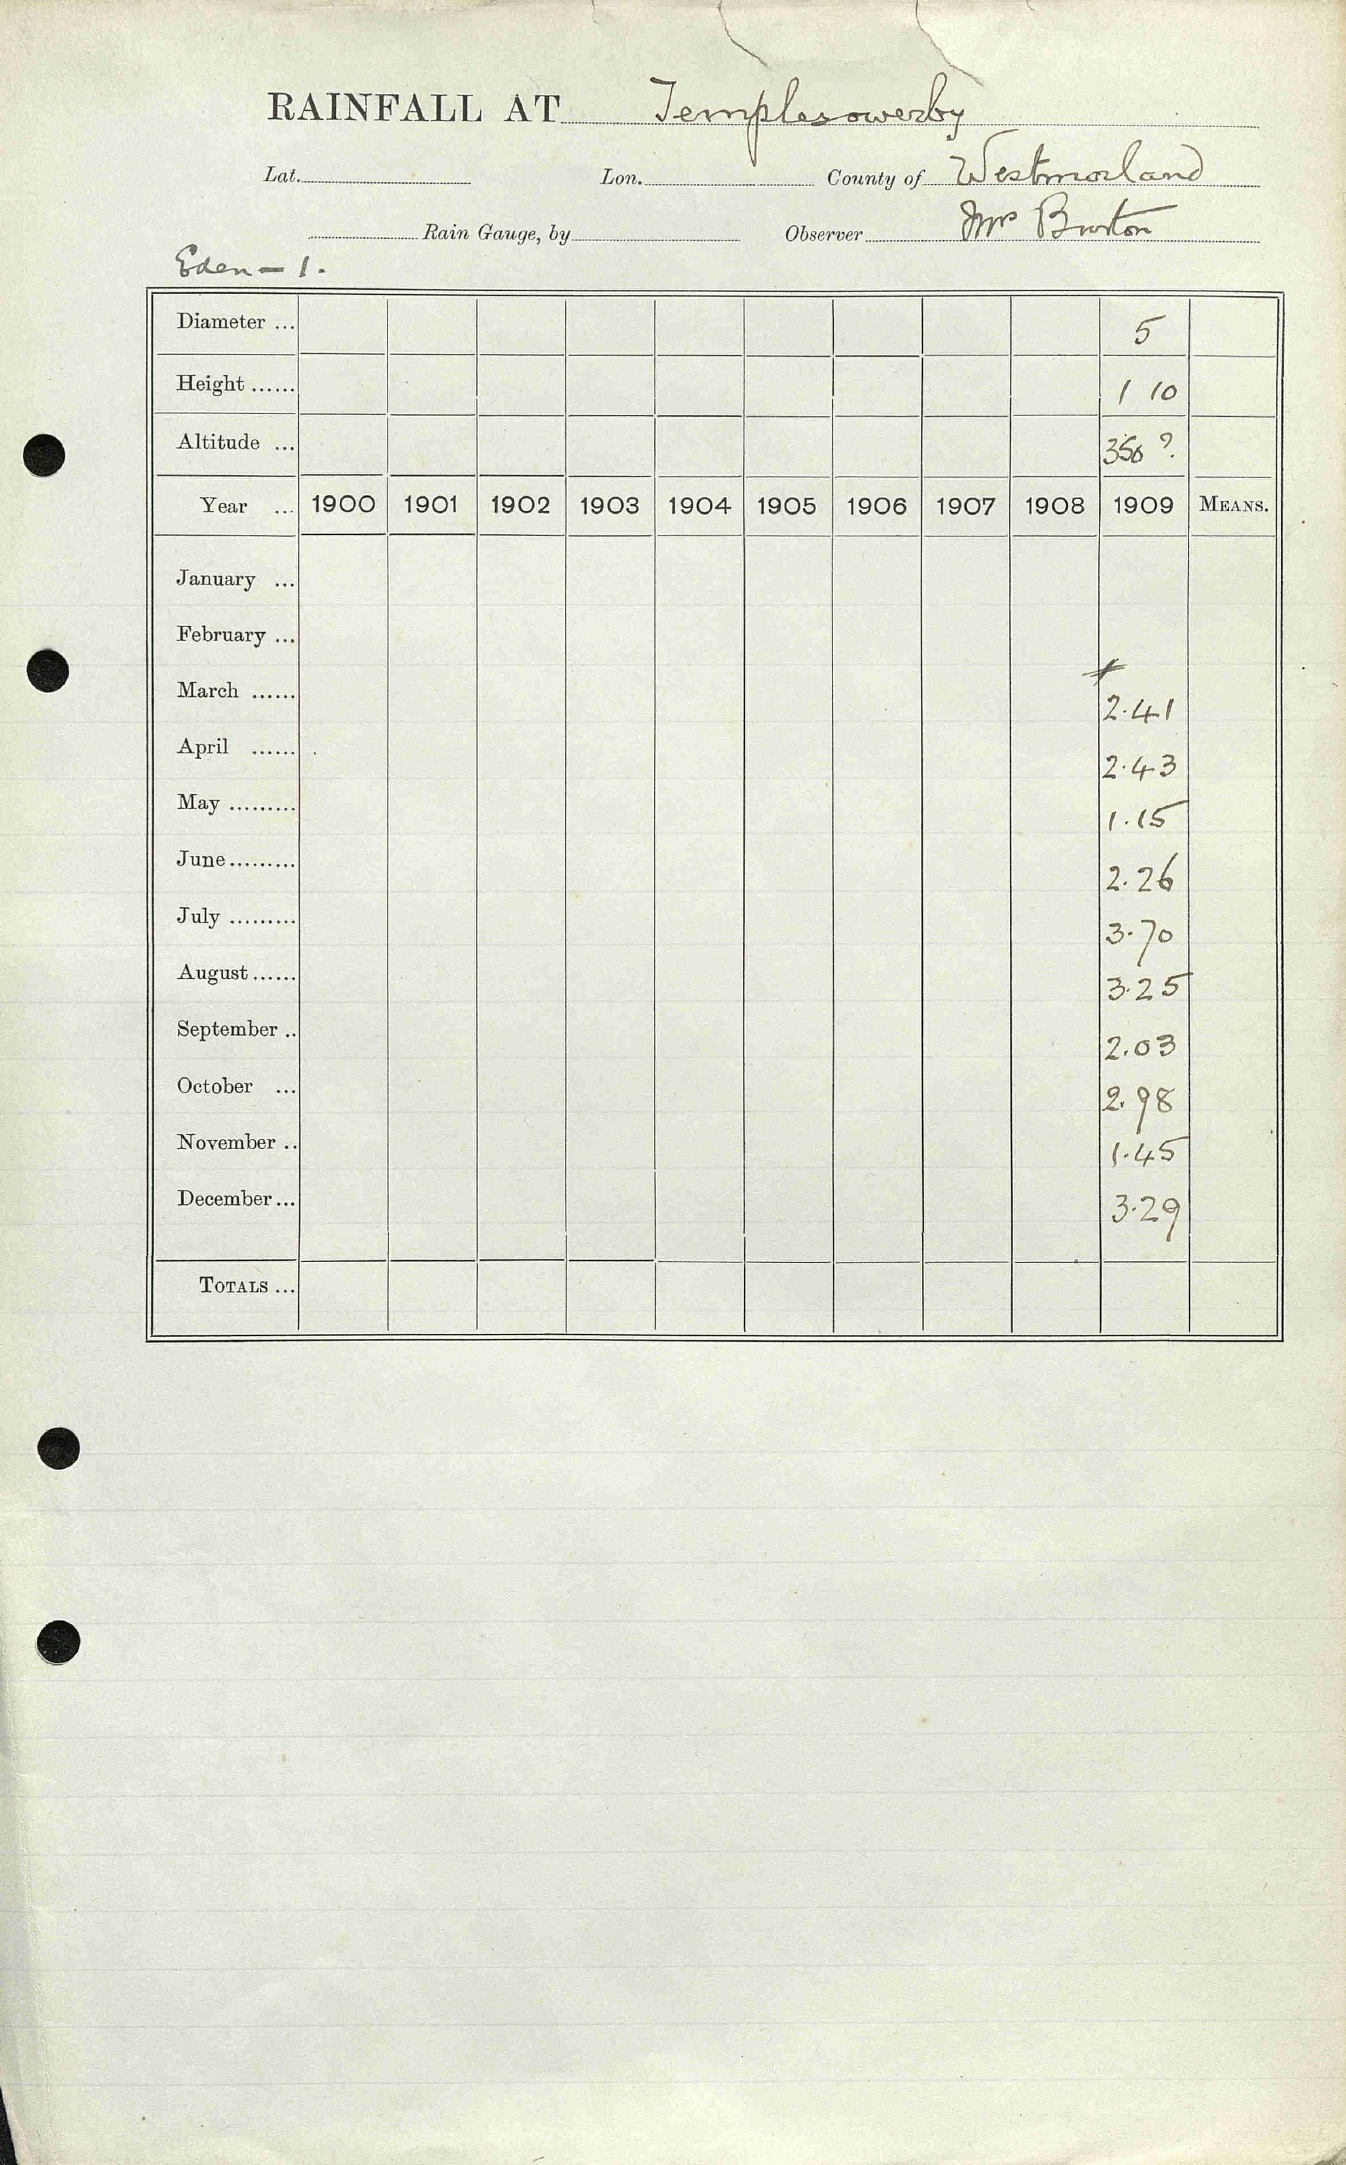 RAINFALL AT Templesowerby
Lat. Lon. County of Westmorland
Rain Gauge, by Observer Mrs Burton
Eden - 1.
Diameter ... 5
Height ...... 1 10
Altitude ... 350 ?
Year ... 1900 1901 1902 1903 1904 1905 1906 1907 1908 1909 MEANS.
January ...
February ...
March ...... 2.41
April ...... 2.43
May ......... 1.15
June ......... 2.26
July ......... 3.70
August ...... 3.25
September .. 2.03
October ... 2.98
November .. 1.45
December ... 3.29
TOTALS ...